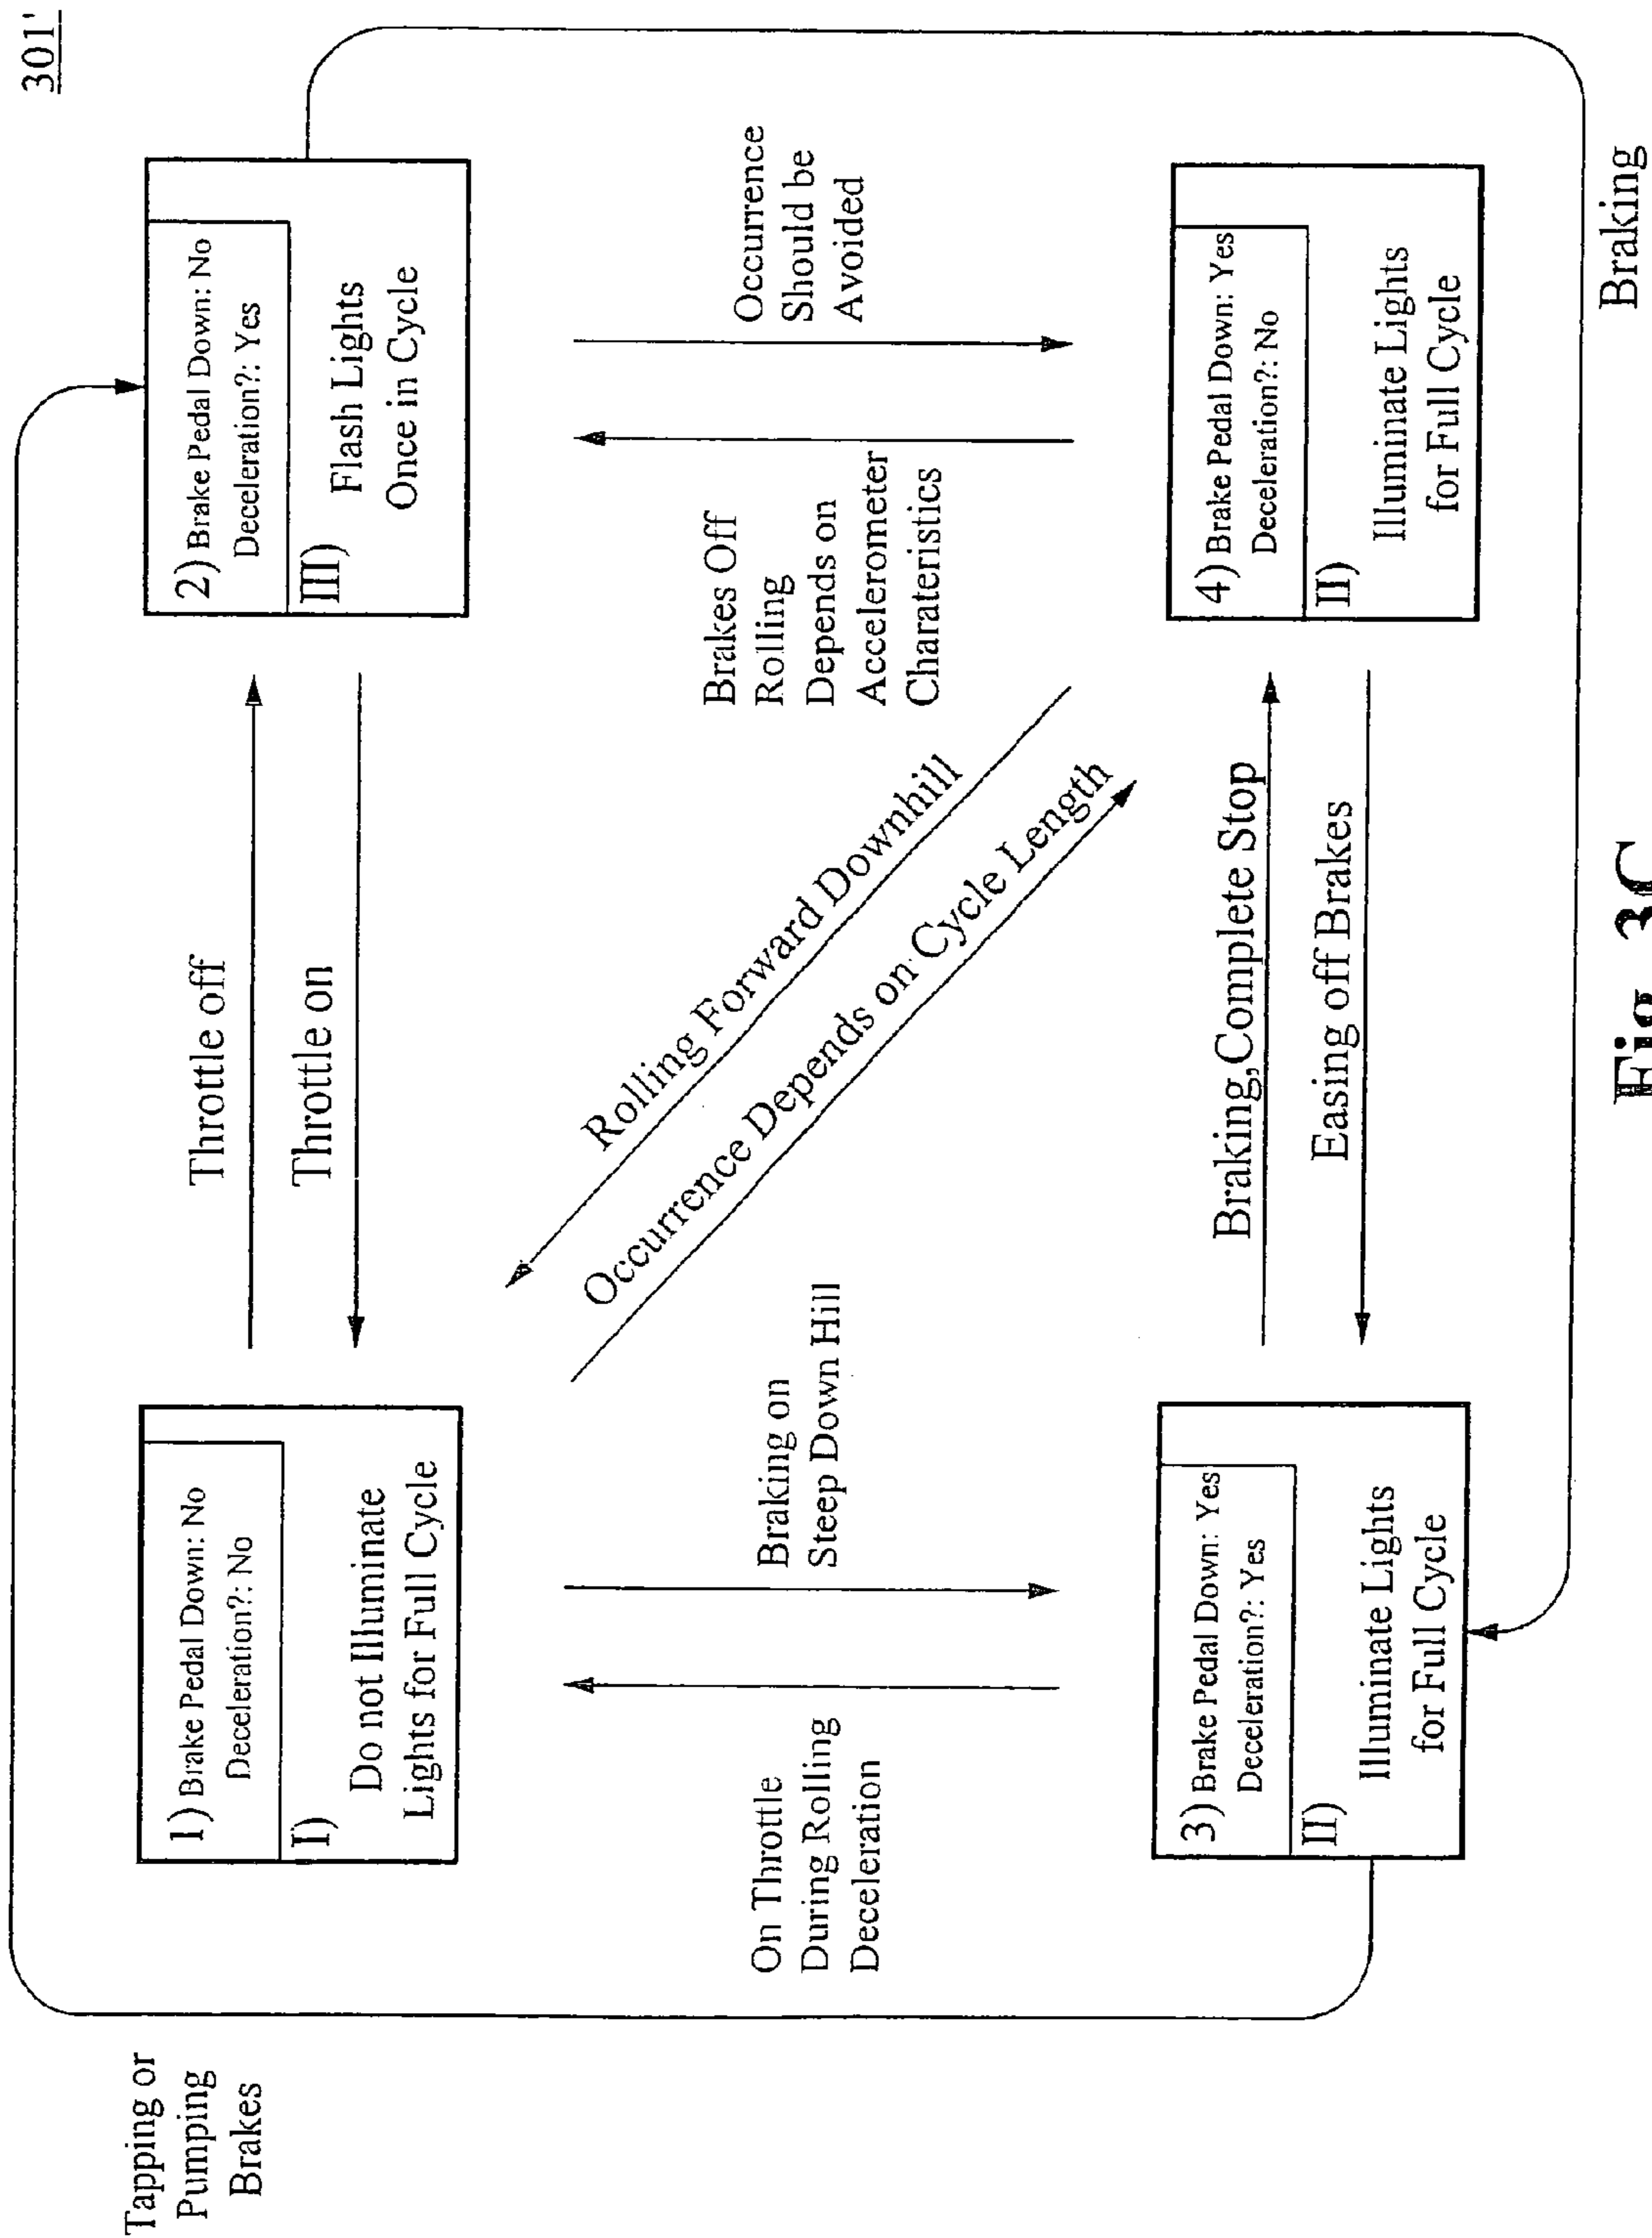 301'
Tapping or
Pumping
Brakes
1) Brake Pedal Down: No
Deceleration?: No
I)
Do not Illuminate
Lights for Full Cycle
Throttle off
Throttle on
2) Brake Pedal Down: No
Deceleration?: Yes
III)
Flash Lights
Once in Cycle
On Throttle
During Rolling
Deceleration
Braking on
Steep Down Hill
Rolling Forward Downhill
Occurrence Depends on Cycle Length
Brakes Off
Rolling
Depends on
Accelerometer
Charateristics
Occurrence
Should be
Avoided
3) Brake Pedal Down: Yes
Deceleration?: Yes
II)
Illuminate Lights
for Full Cycle
Braking, Complete Stop
Easing off Brakes
4) Brake Pedal Down: Yes
Deceleration?: No
II)
Illuminate Lights
for Full Cycle
Braking
Fig. 3C